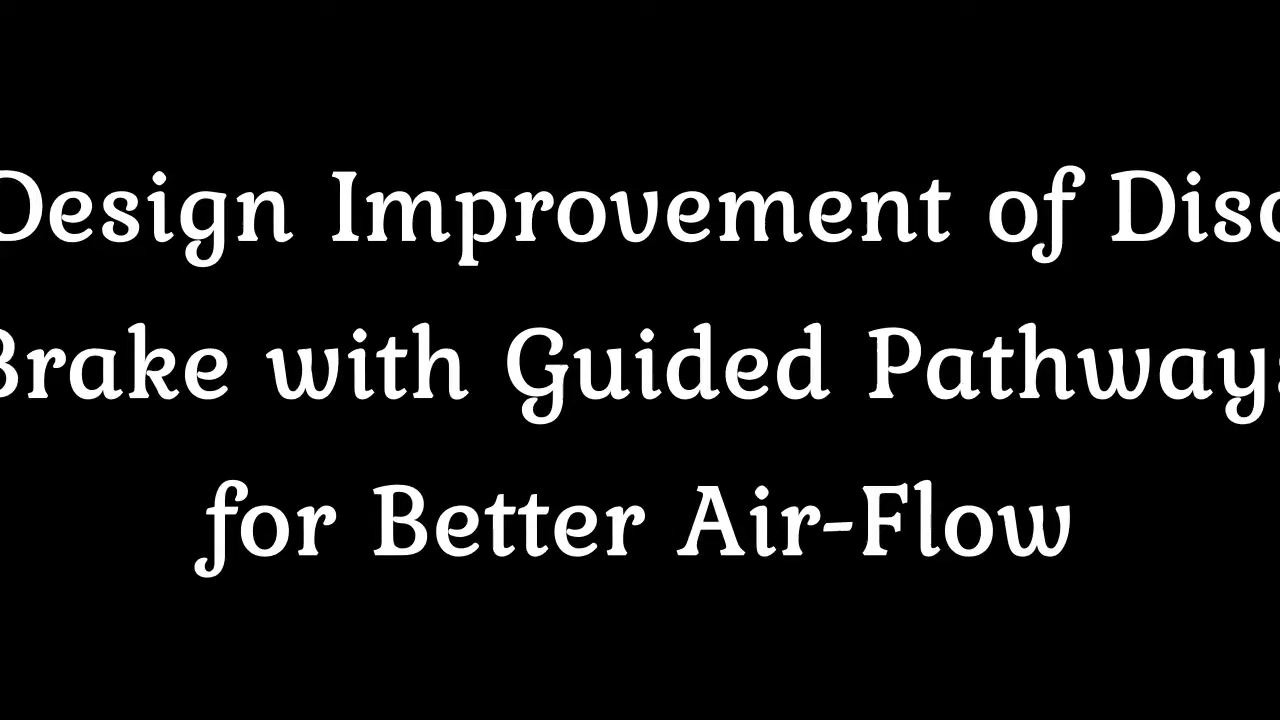 Design Improvement of Disc
Brake with Guided Pathways
for Better Air-Flow